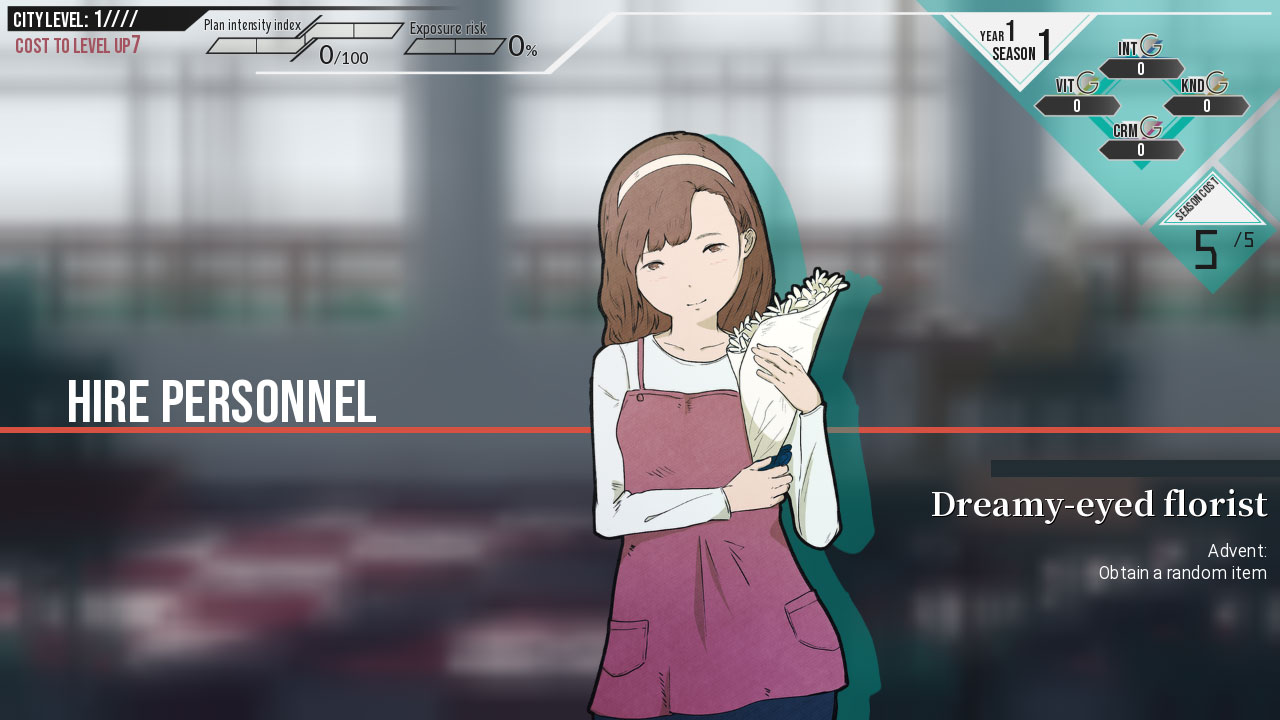 CITY LEVEL: 1////
COST TO LEVEL UP 7
Plan intensity index
0/100
Exposure risk
0%
YEAR 1
SEASON 1
INT G
0
VIT G
0
KND G
0
CRM G
0
SEASON COST
5 /5
HIRE PERSONNEL
Dreamy-eyed florist
Advent:
Obtain a random item